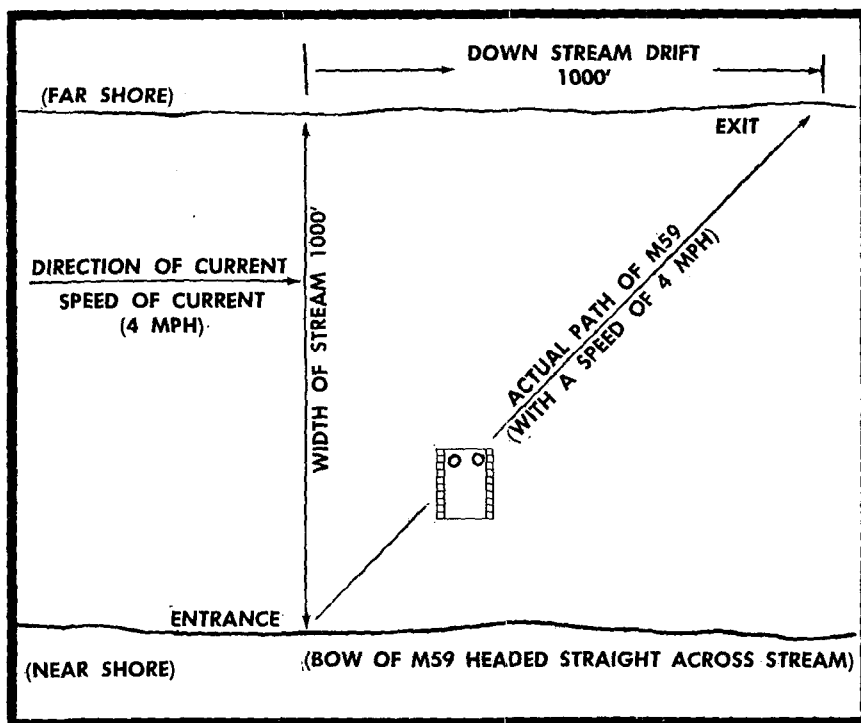 DOWN STREAM DRIFT
1000'
(FAR SHORE)
EXIT
DIRECTION OF CURRENT
SPEED OF CURRENT
(4 MPH)
WIDTH OF STREAM 1000'
ACTUAL PATH OF M59
(WITH A SPEED OF 4 MPH)
ENTRANCE
(NEAR SHORE)
(BOW OF M59 HEADED STRAIGHT ACROSS STREAM)